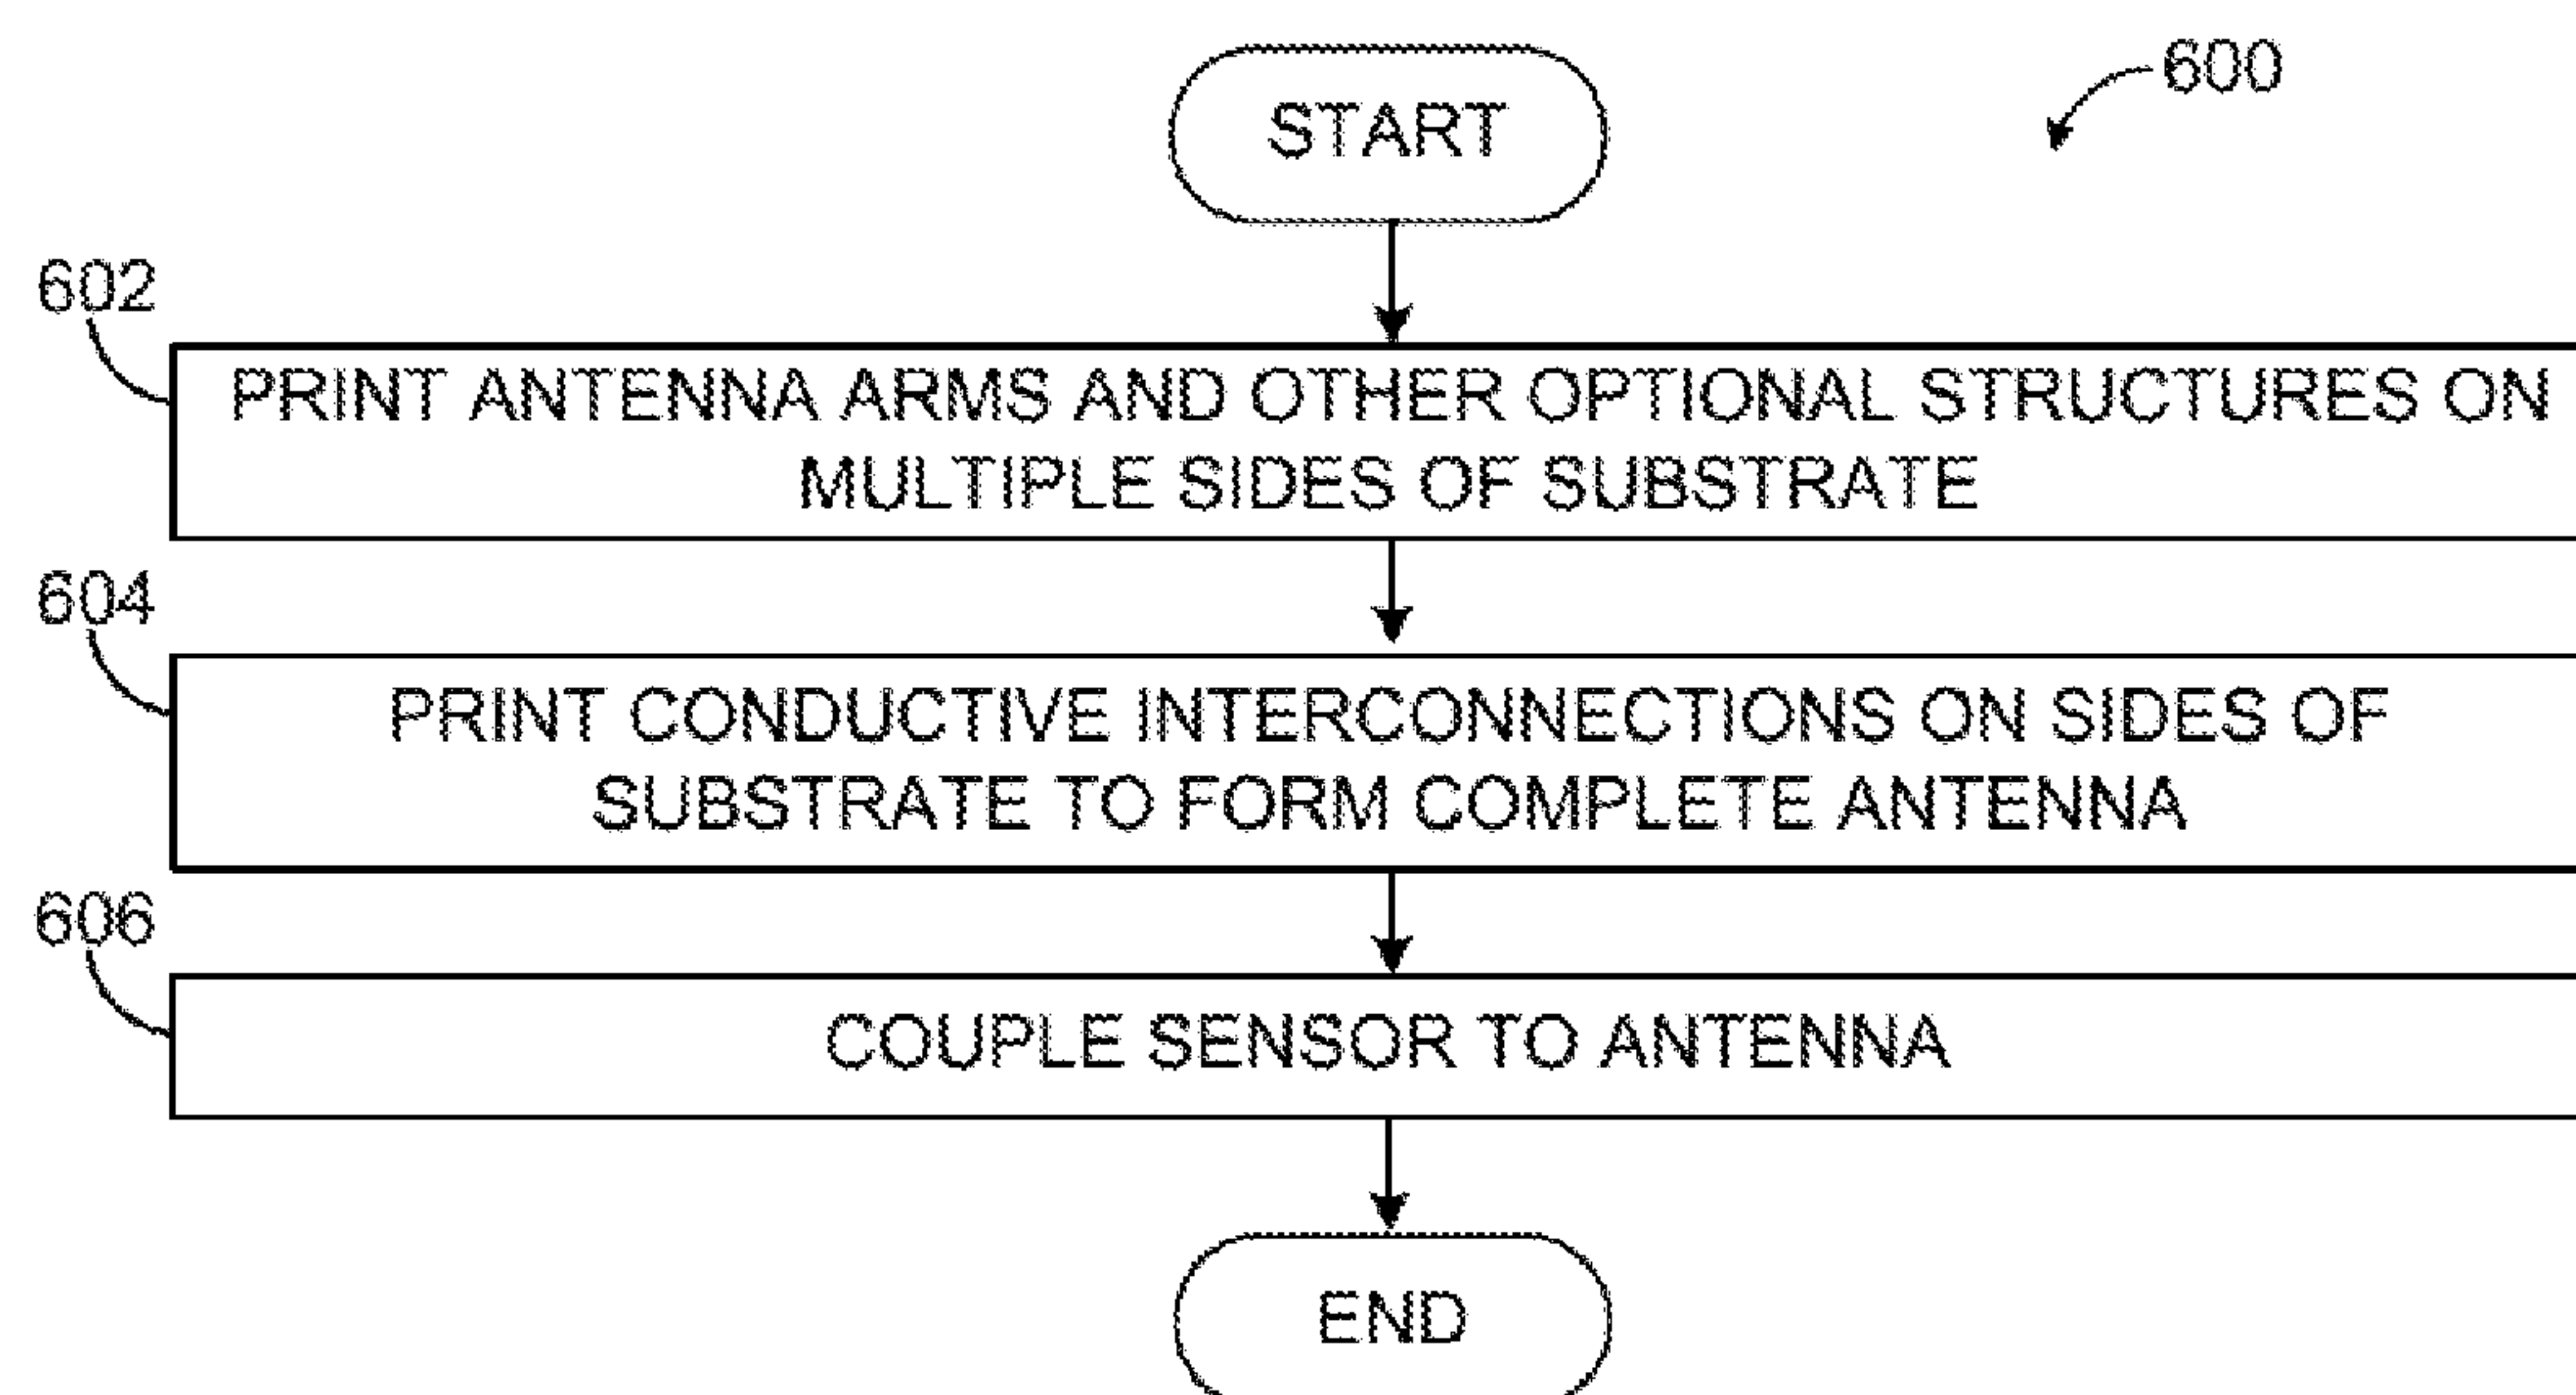 START
600
602
PRINT ANTENNA ARMS AND OTHER OPTIONAL STRUCTURES ON
MULTIPLE SIDES OF SUBSTRATE
604
PRINT CONDUCTIVE INTERCONNECTIONS ON SIDES OF
SUBSTRATE TO FORM COMPLETE ANTENNA
606
COUPLE SENSOR TO ANTENNA
END